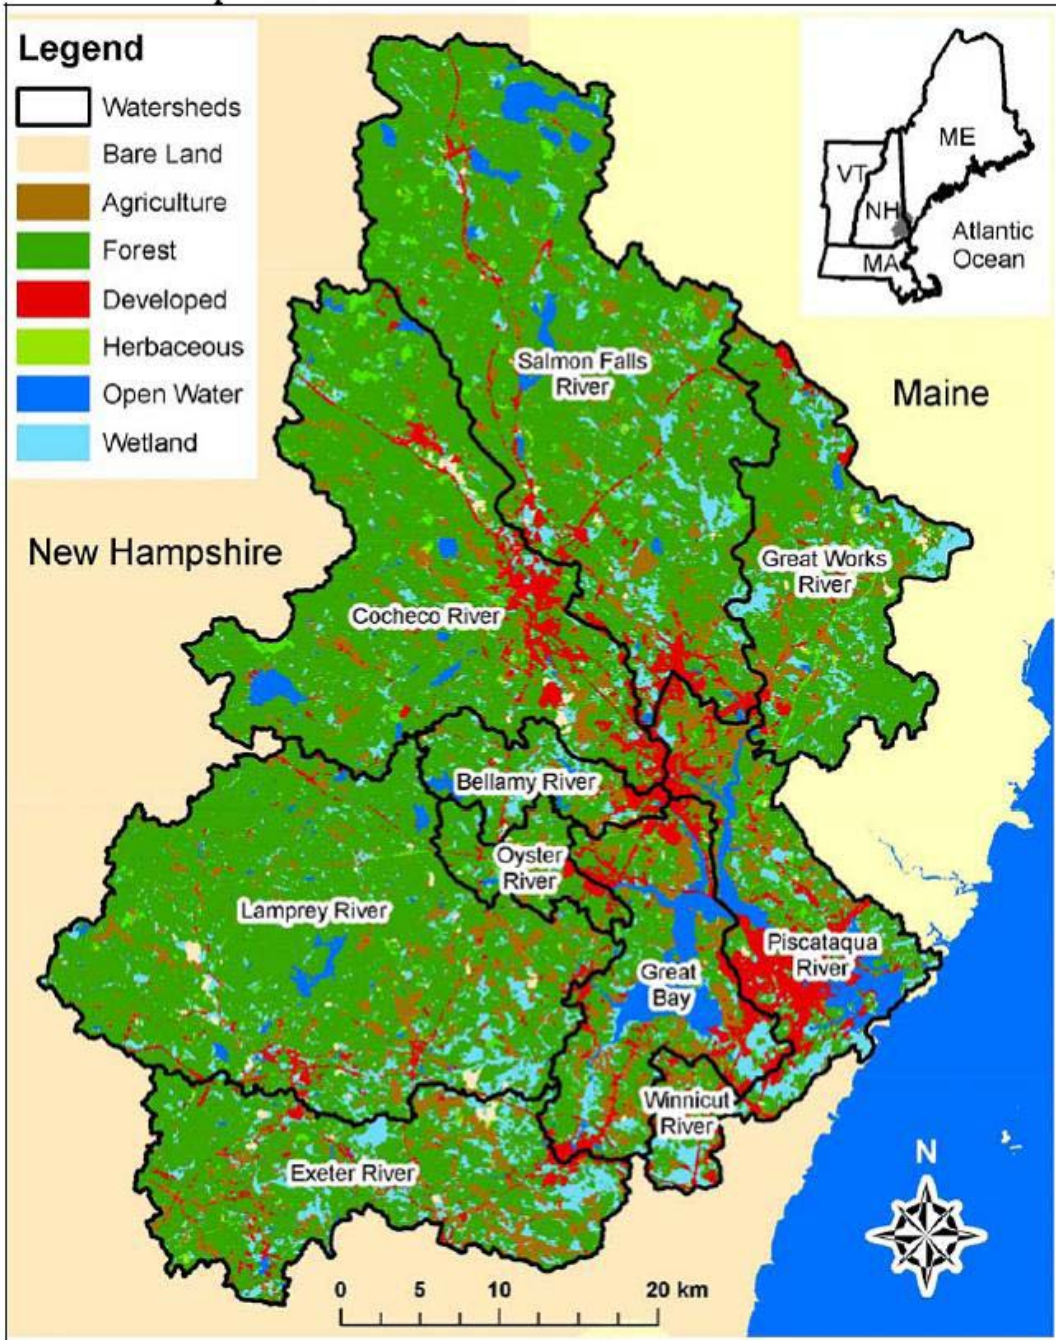 Legend
Watersheds
Bare Land
Agriculture
Forest
Developed
Herbaceous
Open Water
Wetland
ME
VT
NH
MA
Atlantic
Ocean
Salmon Falls
River
Maine
New Hampshire
Great Works
River
Cocheco River
Bellamy River
Oyster
River
Lamprey River
Piscataqua
River
Great
Bay
Winnicut
River
Exeter River
N
0 5 10 20 km